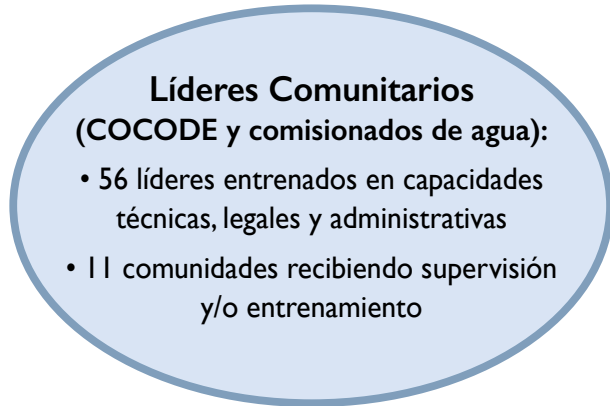 Líderes Comunitarios
(COCODE y comisionados de agua):
• 56 líderes entrenados en capacidades
técnicas, legales y administrativas
• 11 comunidades recibiendo supervisión
y/o entrenamiento